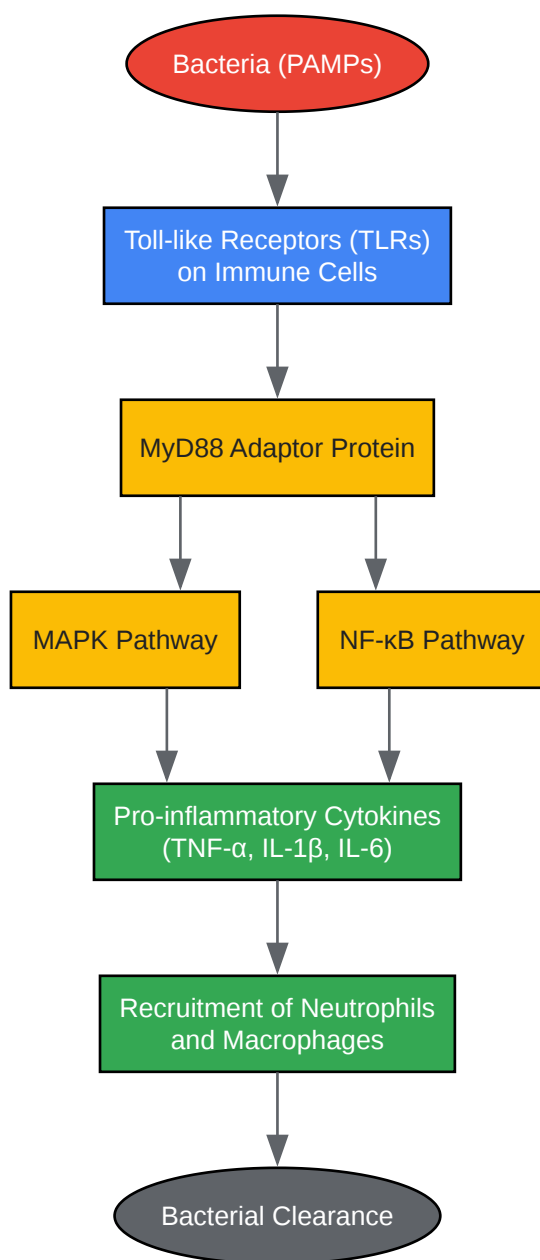 Bacteria (PAMPs)
Toll-like Receptors (TLRs)
on Immune Cells
MyD88 Adaptor Protein
MAPK Pathway
NF-κB Pathway
Pro-inflammatory Cytokines
(TNF-α, IL-1β, IL-6)
Recruitment of Neutrophils
and Macrophages
Bacterial Clearance